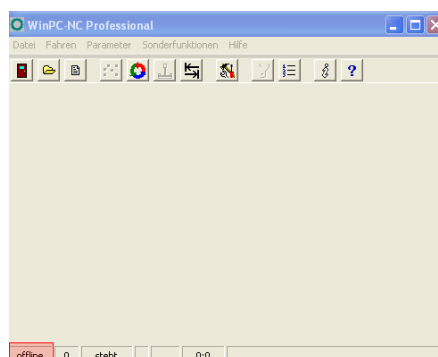 WinPC-NC Professional
Datei Fahren Parameter Sonderfunktionen Hilfe
offline 0 steht 0:0